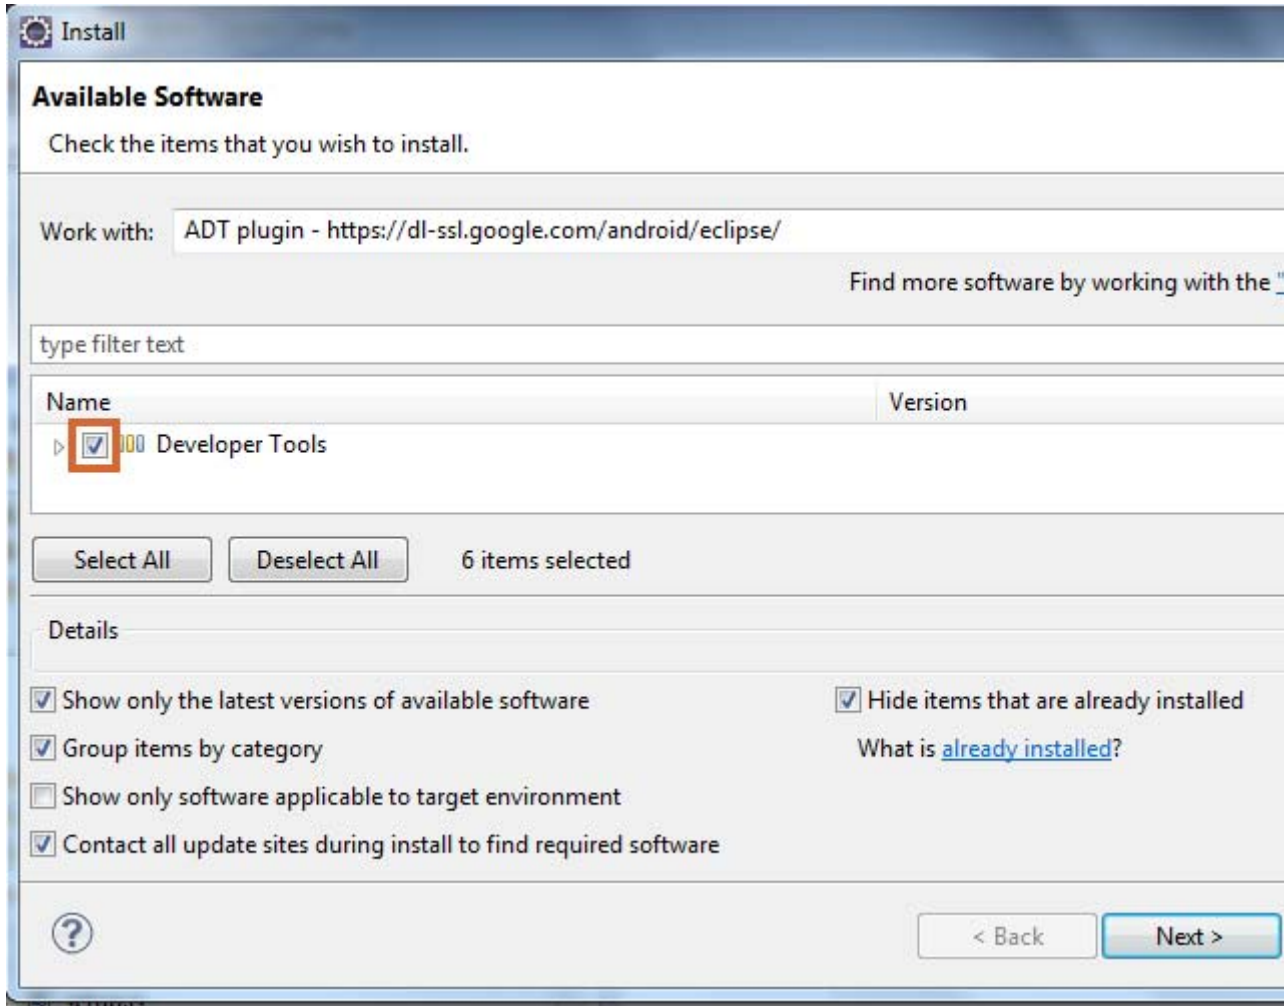 Install
Available Software
Check the items that you wish to install.
Work with: ADT plugin - https://dl-ssl.google.com/android/eclipse/
Find more software by working with the "
type filter text
Name Version
Developer Tools
Select All Deselect All 6 items selected
Details
Show only the latest versions of available software Hide items that are already installed
Group items by category What is already installed?
Show only software applicable to target environment
Contact all update sites during install to find required software
? < Back Next >